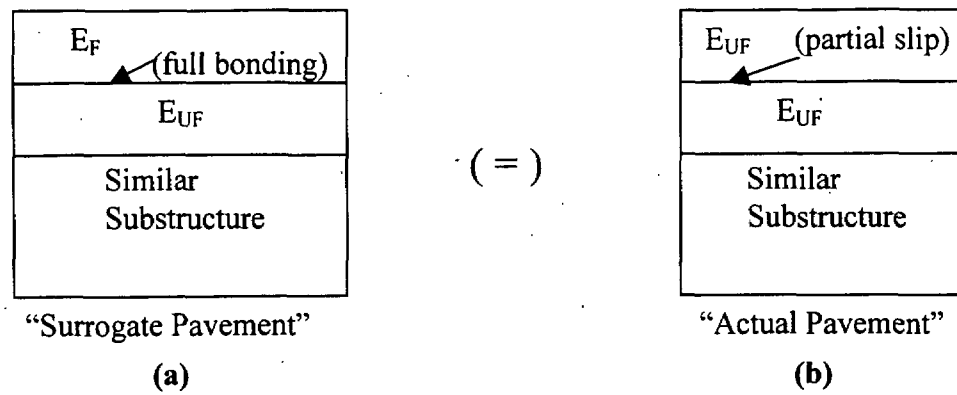 E_F
(full bonding)
E_UF
Similar
Substructure
“Surrogate Pavement”
(a)
( = )
E_UF (partial slip)
E_UF
Similar
Substructure
“Actual Pavement”
(b)